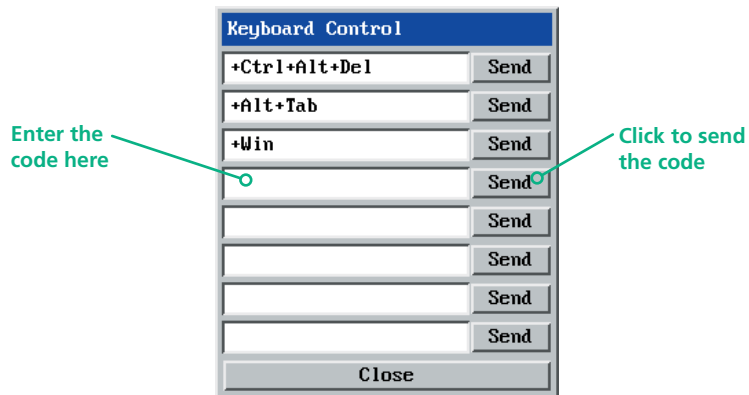 Keyboard Control
+Ctrl+Alt+Del Send
+Alt+Tab Send
+Win Send
Send
Send
Send
Send
Send
Close
Enter the
code here
Click to send
the code